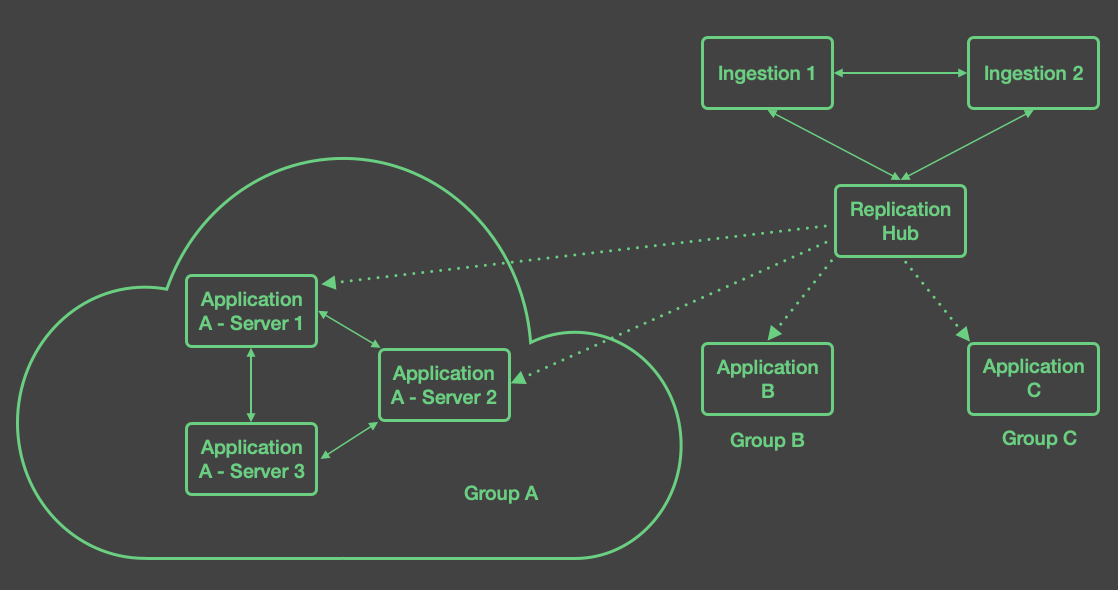 Ingestion 1
Ingestion 2
Replication
Hub
Application
A - Server 1
Application
A - Server 2
Application
A - Server 3
Group A
Application
B
Group B
Application
C
Group C